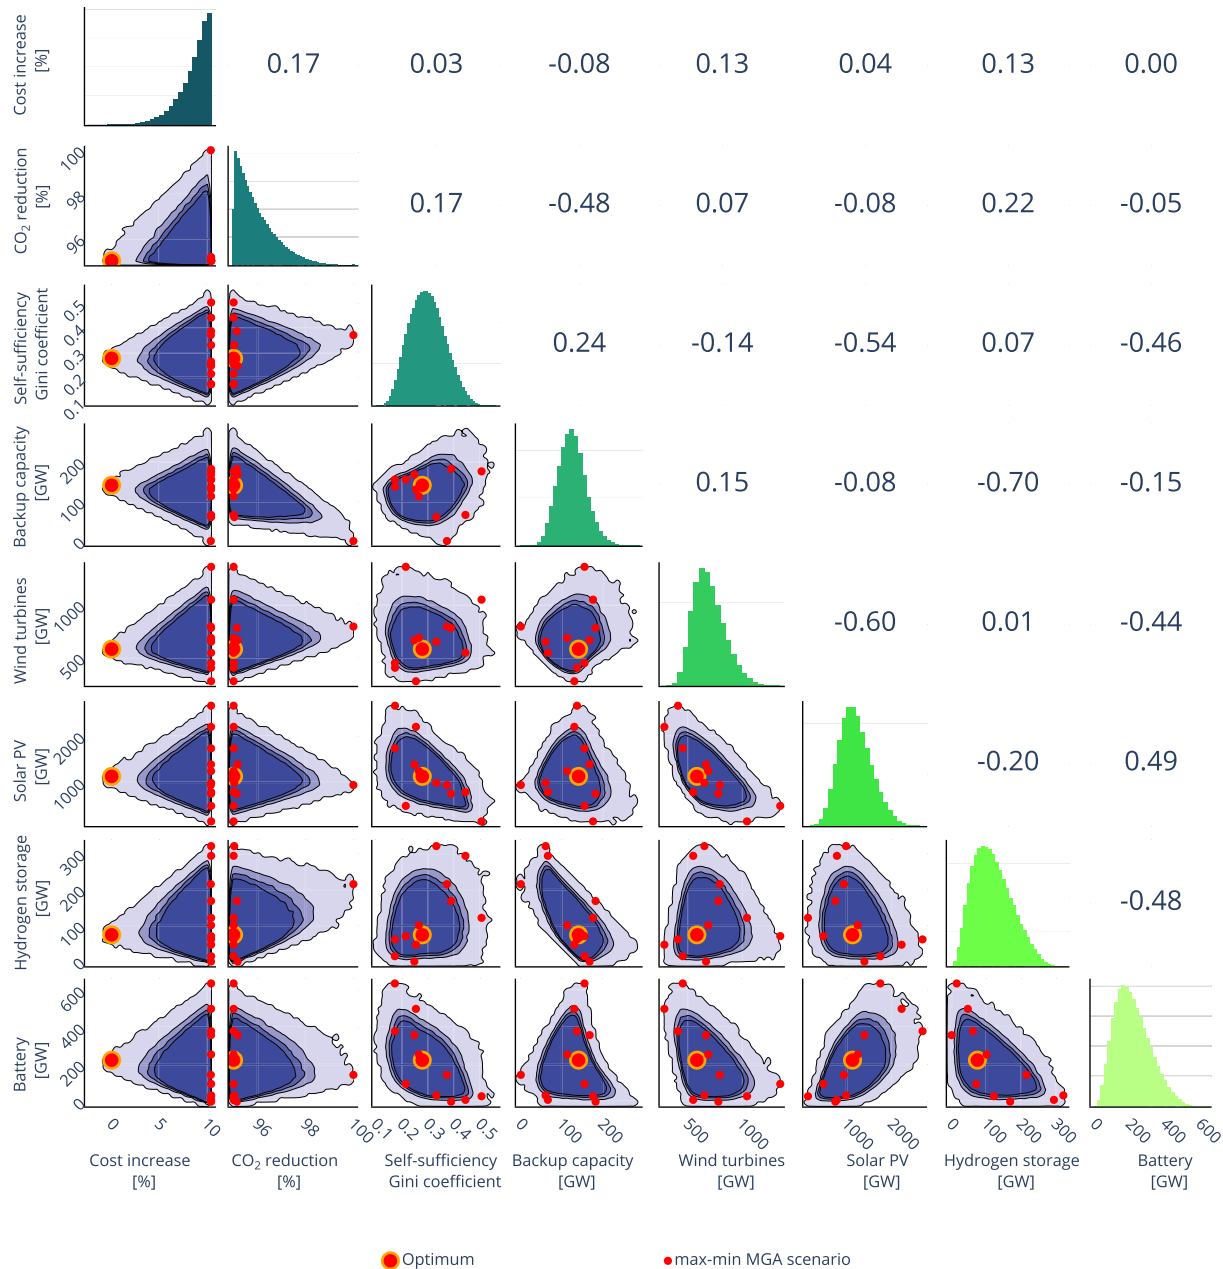 Cost increase
[%]
0.17
0.03
-0.08
0.13
0.04
0.13
0.00
CO2 reduction
[%]
100
98
96
0.17
-0.48
0.07
-0.08
0.22
-0.05
Self-sufficiency
Gini coefficient
0.5
0.4
0.3
0.2
0.1
0.24
-0.14
-0.54
0.07
-0.46
Backup capacity
[GW]
200
100
0
0.15
-0.08
-0.70
-0.15
Wind turbines
[GW]
1000
500
-0.60
0.01
-0.44
Solar PV
[GW]
2000
1000
-0.20
0.49
Hydrogen storage
[GW]
300
200
100
0
-0.48
Battery
[GW]
600
400
200
0
0 5 10
96 98 100
0.1 0.2 0.3 0.4 0.5
0 100 200
500 1000
1000 2000
0 100 200 300
0 200 400 600
Cost increase
[%]
CO2 reduction
[%]
Self-sufficiency
Gini coefficient
Backup capacity
[GW]
Wind turbines
[GW]
Solar PV
[GW]
Hydrogen storage
[GW]
Battery
[GW]
Optimum
max-min MGA scenario